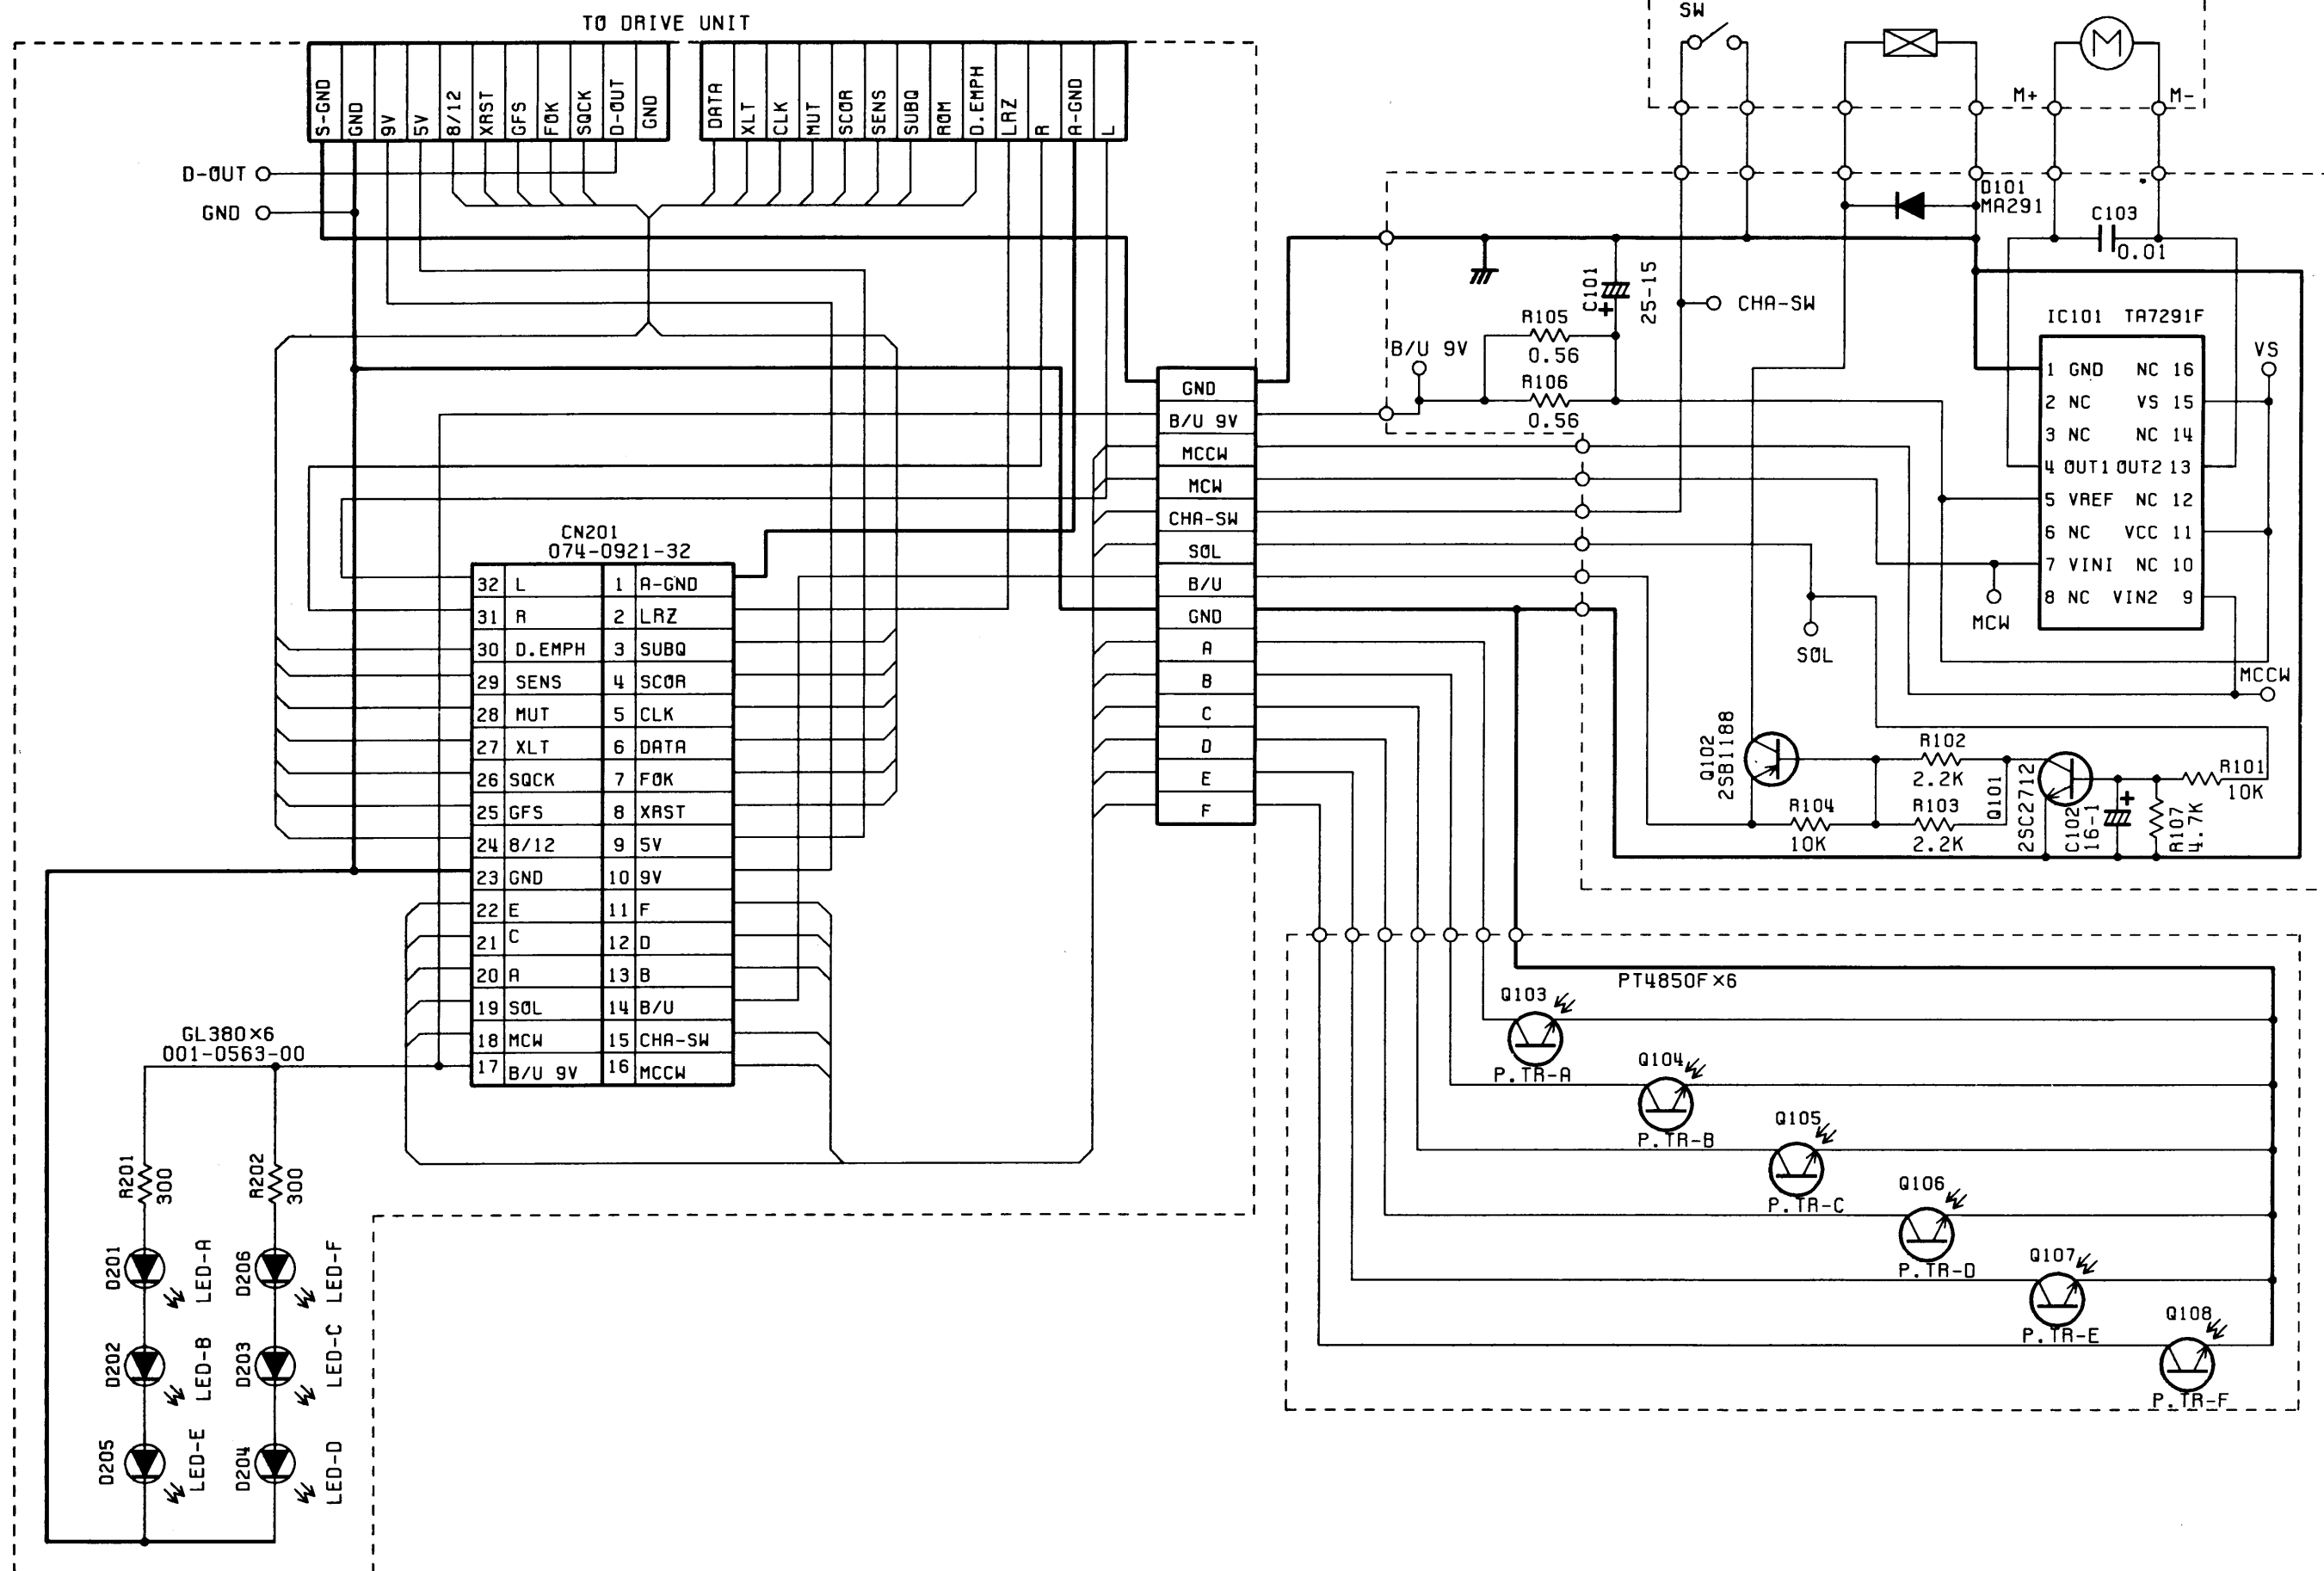 TO DRIVE UNIT
SW
S-GND
GND
9V
5V
8/12
XRST
GFS
FOK
SQCK
D-OUT
GND
DATA
XLT
CLK
MUT
SCOR
SENS
SUBQ
ROM
D.EMPH
LRZ
R
A-GND
L
M
M+
M-
D-OUT
GND
D101
MA291
C103
0.01
C101
25-15
CHA-SW
R105
0.56
B/U 9V
R106
0.56
IC101 TA7291F
VS
1 GND NC 16
2 NC VS 15
3 NC NC 14
4 OUT1 OUT2 13
5 VREF NC 12
6 NC VCC 11
7 VINI NC 10
8 NC VIN2 9
MCW
SOL
MCCW
GND
B/U 9V
MCCW
MCW
CHA-SW
SOL
B/U
GND
A
B
C
D
E
F
CN201
074-0921-32
32 L 1 A-GND
31 R 2 LRZ
30 D.EMPH 3 SUBQ
29 SENS 4 SCOR
28 MUT 5 CLK
27 XLT 6 DATA
26 SQCK 7 FOK
25 GFS 8 XRST
24 8/12 9 5V
23 GND 10 9V
22 E 11 F
21 C 12 D
20 A 13 B
19 SOL 14 B/U
18 MCW 15 CHA-SW
17 B/U 9V 16 MCCW
Q102
2SB1188
R102
2.2K
R104
10K
R103
2.2K
Q101
2SC2712
C102
16-1
R107
4.7K
R101
10K
PT4850F×6
Q103
P.TR-A
Q104
P.TR-B
Q105
P.TR-C
Q106
P.TR-D
Q107
P.TR-E
Q108
P.TR-F
GL380×6
001-0563-00
R201
300
R202
300
D201
LED-A
D206
LED-F
D202
LED-B
D203
LED-C
D205
LED-E
D204
LED-D